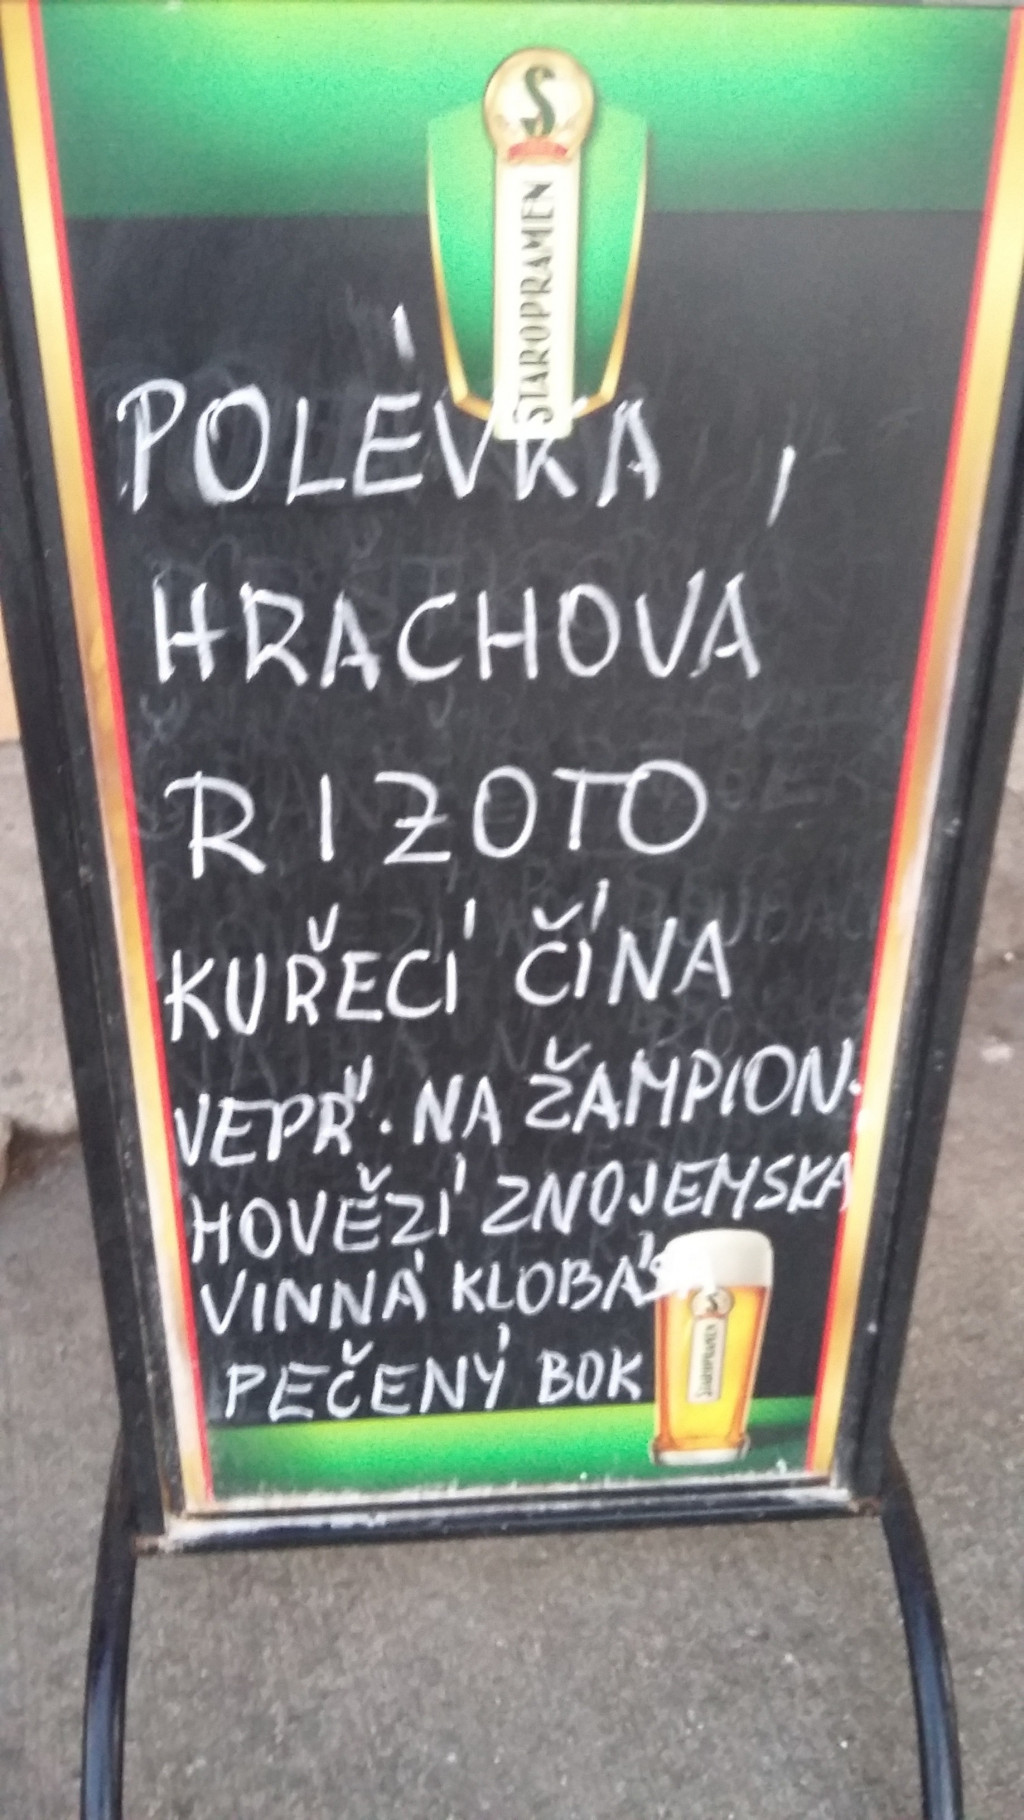 S
STAROPRAMEN
POLÉVKA
HRACHOVÁ
RIZOTO
KUŘECÍ ČÍNA
VEPŘ. NA ŽAMPION.
HOVĚZÍ ZNOJEMSKÁ
VINNÁ KLOBÁS
PEČENÝ BOK
STAROPRAMEN